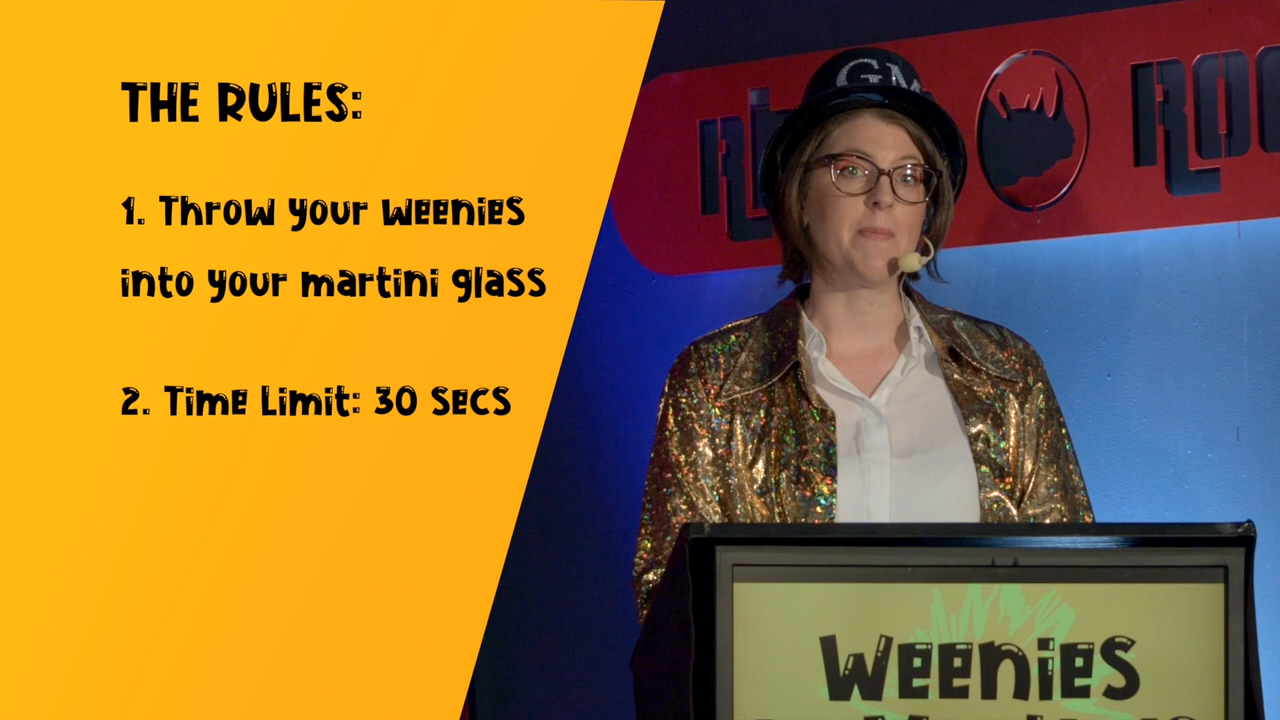 THE RULES:
1. Throw your weenies
into your martini glass
2. Time Limit: 30 secs
GM
Weenies